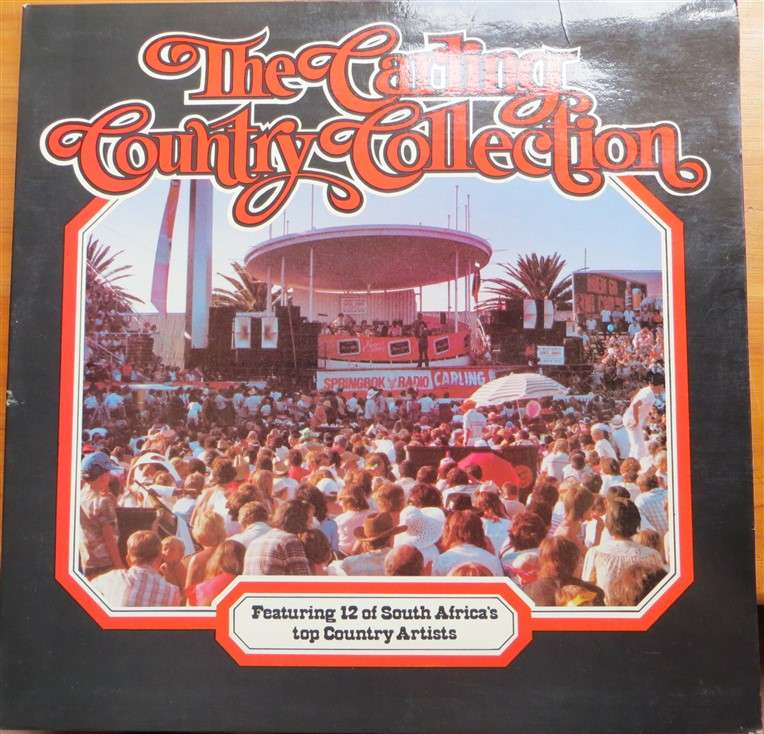 The Carling
Country Collection
SPRINGBOK RADIO CARLING
Featuring 12 of South Africa's
top Country Artists